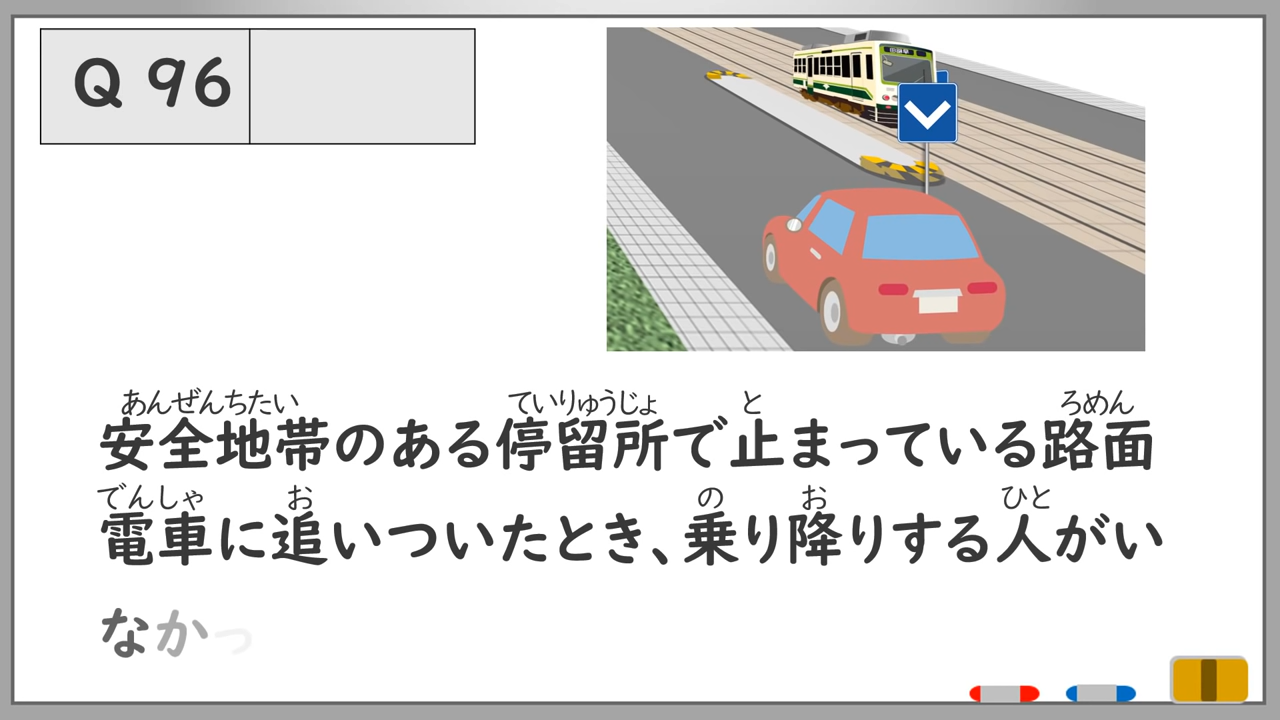 Q 96
あんぜんちたい ていりゅうじょ と ろめん
安全地帯のある停留所で止まっている路面
でんしゃ お の お ひと
電車に追いついたとき、乗り降りする人がい
なかっ